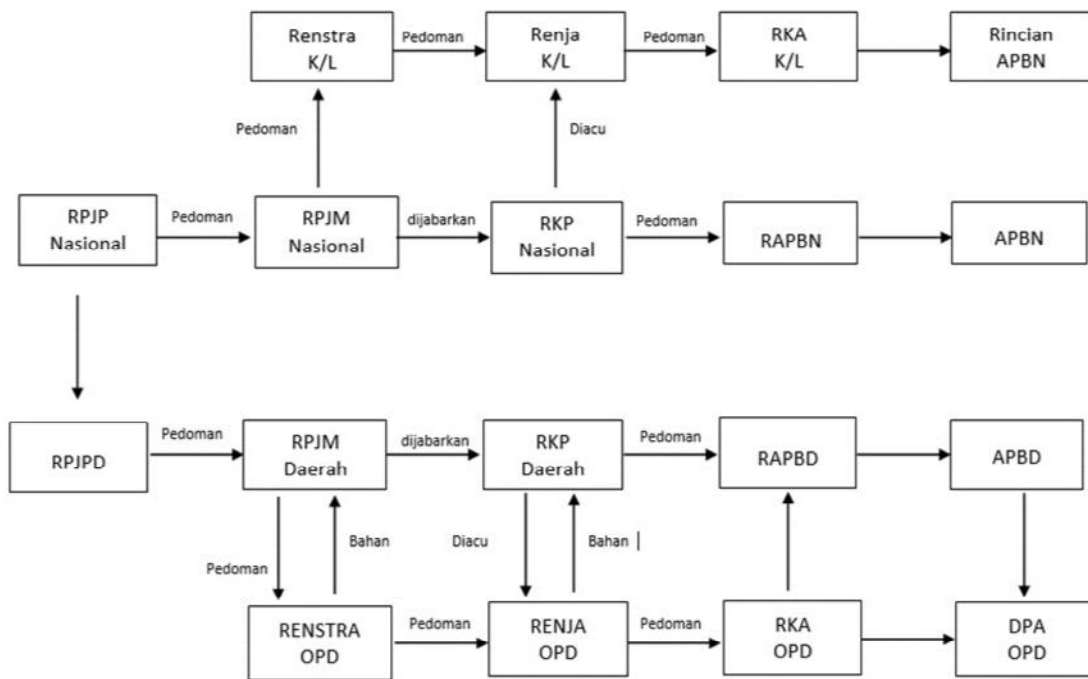 Renstra
K/L
Pedoman
Renja
K/L
Pedoman
RKA
K/L
Rincian
APBN
Pedoman
Diacu
RPJP
Nasional
Pedoman
RPJM
Nasional
dijabarkan
RKP
Nasional
Pedoman
RAPBN
APBN
RPJPD
Pedoman
RPJM
Daerah
dijabarkan
RKP
Daerah
Pedoman
RAPBD
APBD
Pedoman
Bahan
Diacu
Bahan
RENSTRA
OPD
Pedoman
RENJA
OPD
Pedoman
RKA
OPD
DPA
OPD